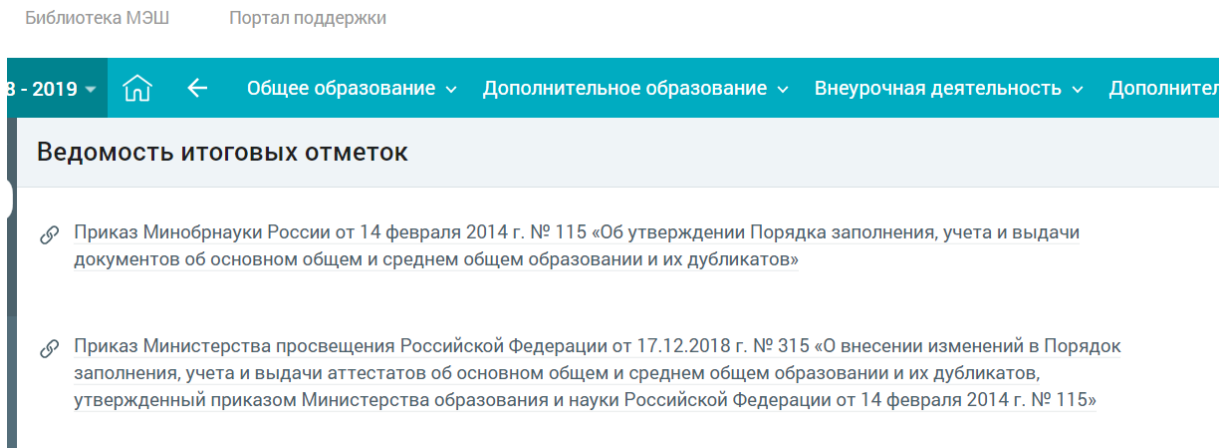 Библиотека МЭШ Портал поддержки
8 - 2019 Общее образование Дополнительное образование Внеурочная деятельность
Ведомость итоговых отметок
Приказ Минобрнауки России от 14 февраля 2014 г. № 115 «Об утверждении Порядка заполнения, учета и выдачи
документов об основном общем и среднем общем образовании и их дубликатов»
Приказ Министерства просвещения Российской Федерации от 17.12.2018 г. № 315 «О внесении изменений в Порядок
заполнения, учета и выдачи аттестатов об основном общем и среднем общем образовании и их дубликатов,
утвержденный приказом Министерства образования и науки Российской Федерации от 14 февраля 2014 г. № 115»